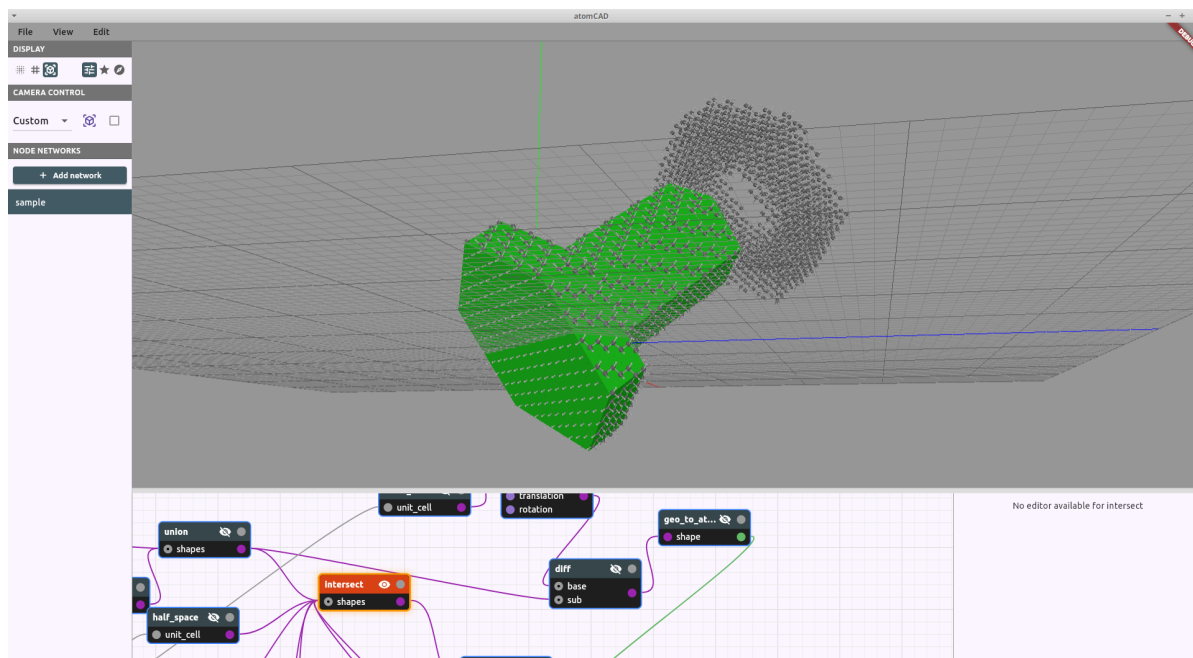 atomCAD
File View Edit
DEBUG
DISPLAY
CAMERA CONTROL
Custom
NODE NETWORKS
+ Add network
sample
unit_cell
translation
rotation
geo_to_at...
shape
union
shapes
diff
base
sub
Intersect
shapes
half_space
unit_cell
No editor available for intersect